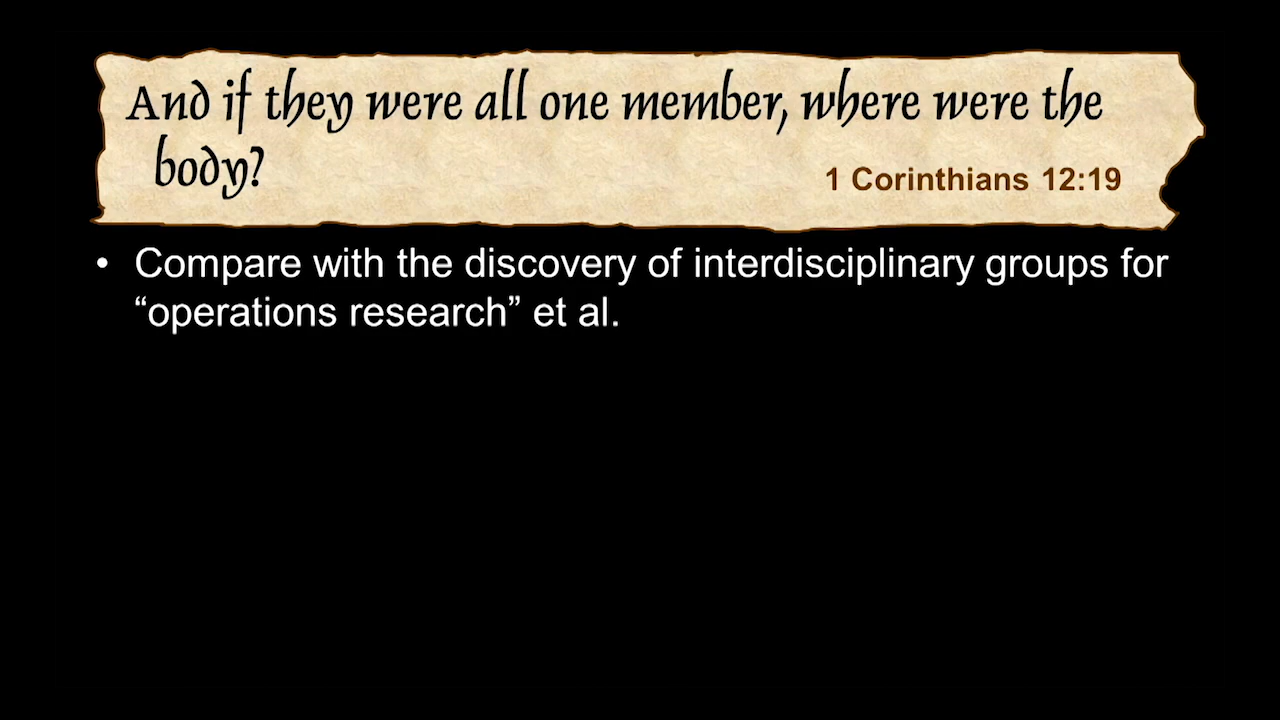 And if they were all one member, where were the
body?
1 Corinthians 12:19
• Compare with the discovery of interdisciplinary groups for
“operations research” et al.